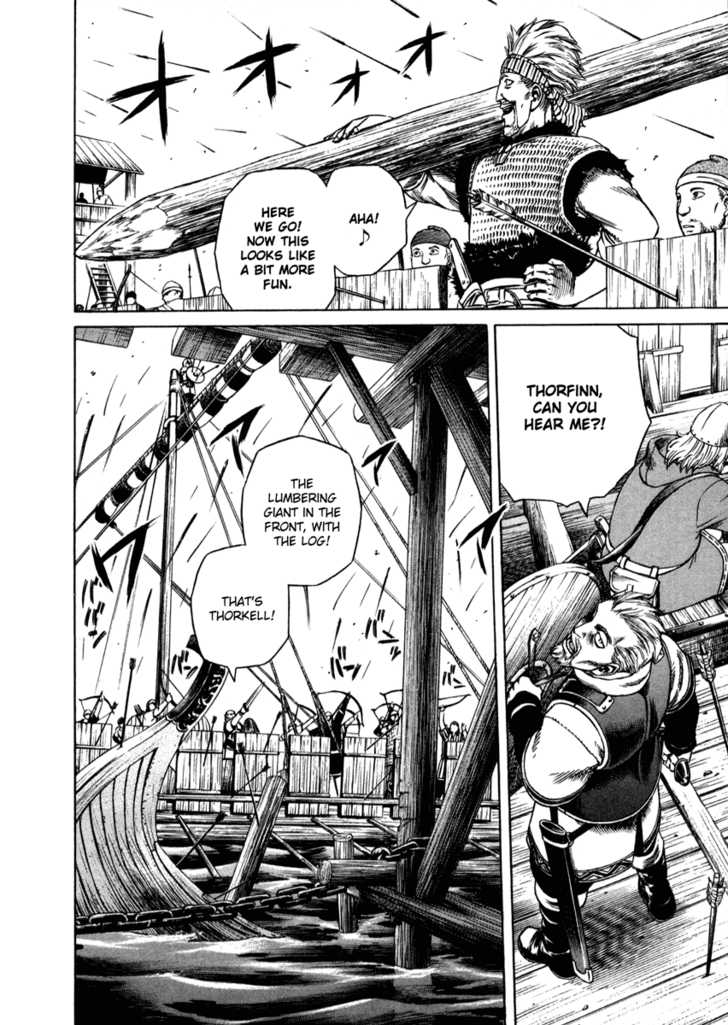 オ
オ
オ
オ
AHA!
♪
HERE
WE GO!
NOW THIS
LOOKS LIKE
A BIT MORE
FUN.
THORFINN,
CAN YOU
HEAR ME?!
THE
LUMBERING
GIANT IN THE
FRONT, WITH
THE LOG!
THAT'S
THORKELL!